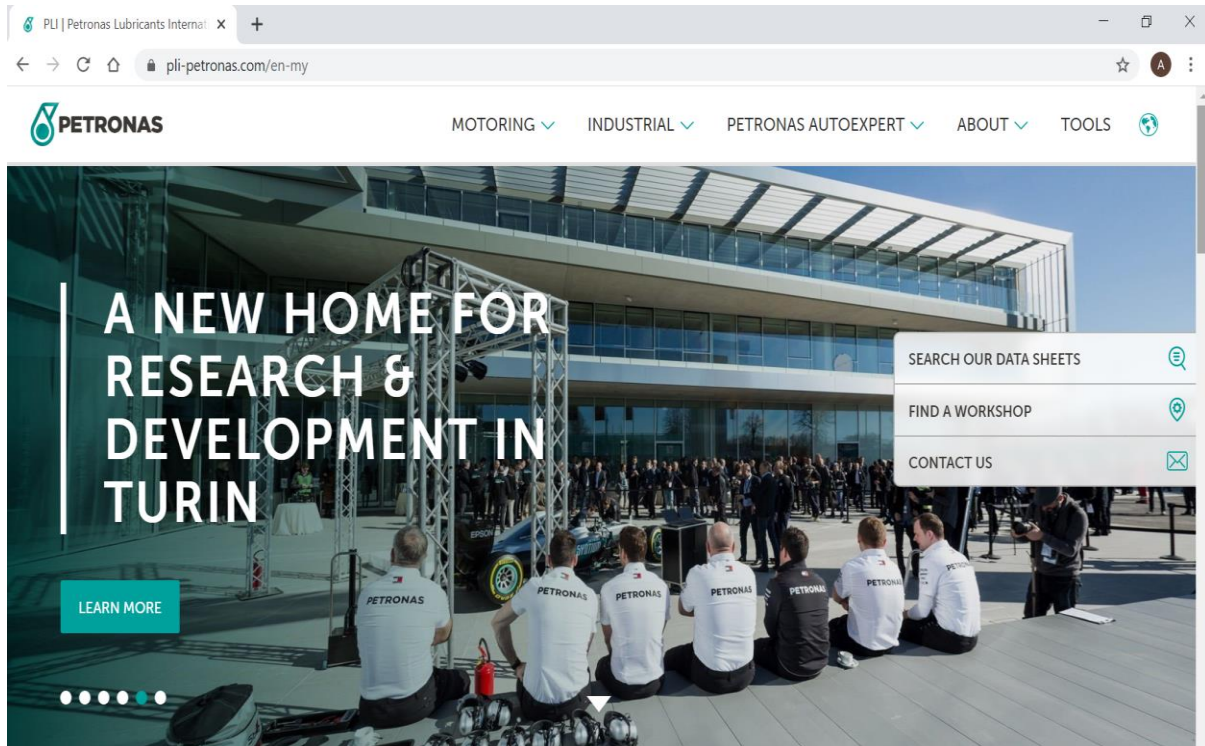 PLI | Petronas Lubricants Internat
pli-petronas.com/en-my
A
PETRONAS
MOTORING INDUSTRIAL PETRONAS AUTOEXPERT ABOUT TOOLS
A NEW HOME FOR
RESEARCH &
DEVELOPMENT IN
TURIN
SEARCH OUR DATA SHEETS
FIND A WORKSHOP
CONTACT US
EPSON
PETRONAS
PETRONAS
PETRONAS
PETRONAS
PETRONAS
PETRONAS
LEARN MORE